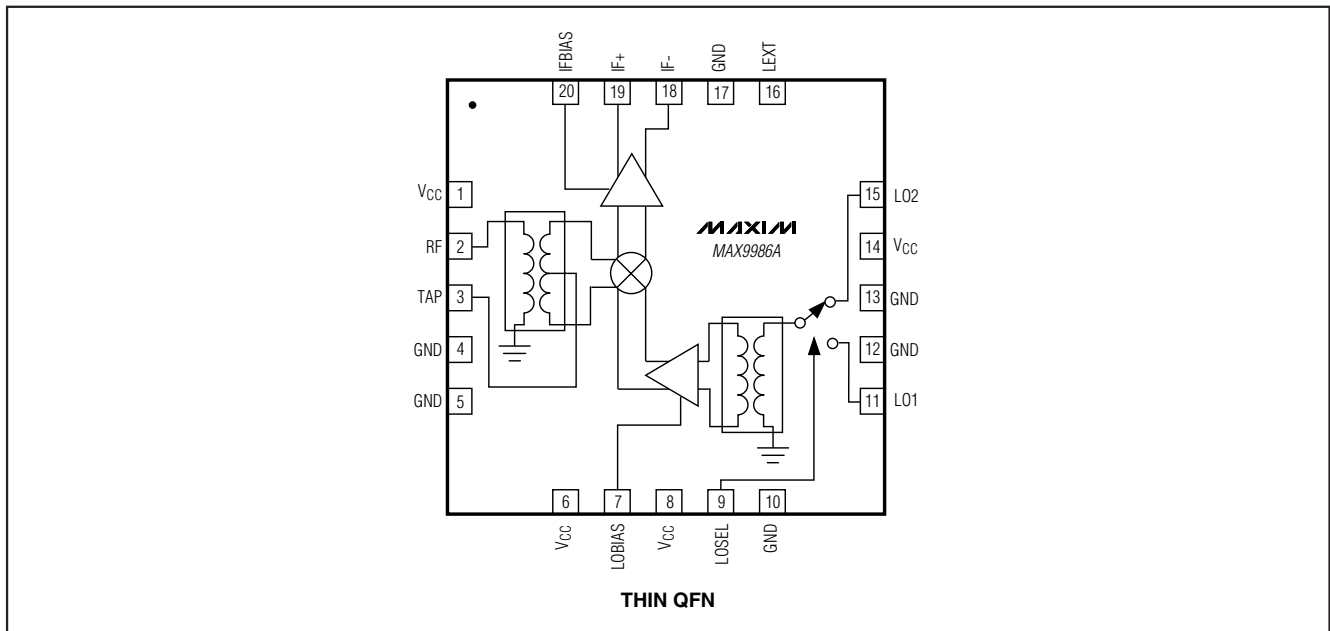 IFBIAS
IF+
IF-
GND
LEXT
20
19
18
17
16
VCC
1
RF
2
TAP
3
GND
4
GND
5
MAXIM
MAX9986A
15
LO2
14
VCC
13
GND
12
GND
11
LO1
6
7
8
9
10
VCC
LOBIAS
VCC
LOSEL
GND
THIN QFN